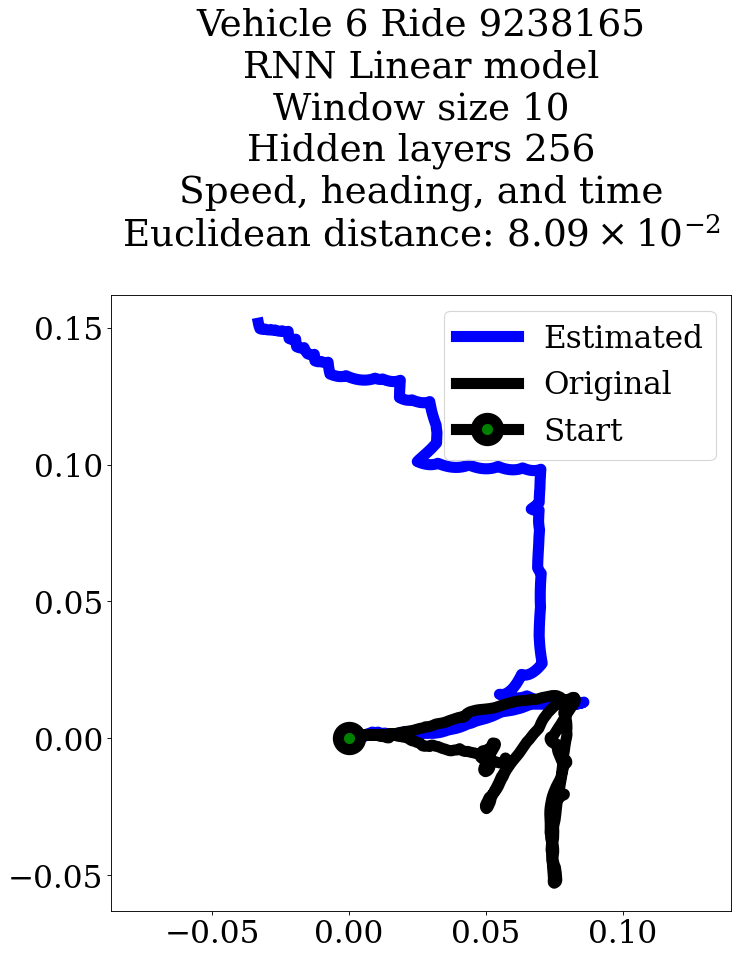 Vehicle 6 Ride 9238165
RNN Linear model
Window size 10
Hidden layers 256
Speed, heading, and time
Euclidean distance: 8.09 × 10⁻²
Estimated
Original
Start
0.15
0.10
0.05
0.00
−0.05
−0.05 0.00 0.05 0.10